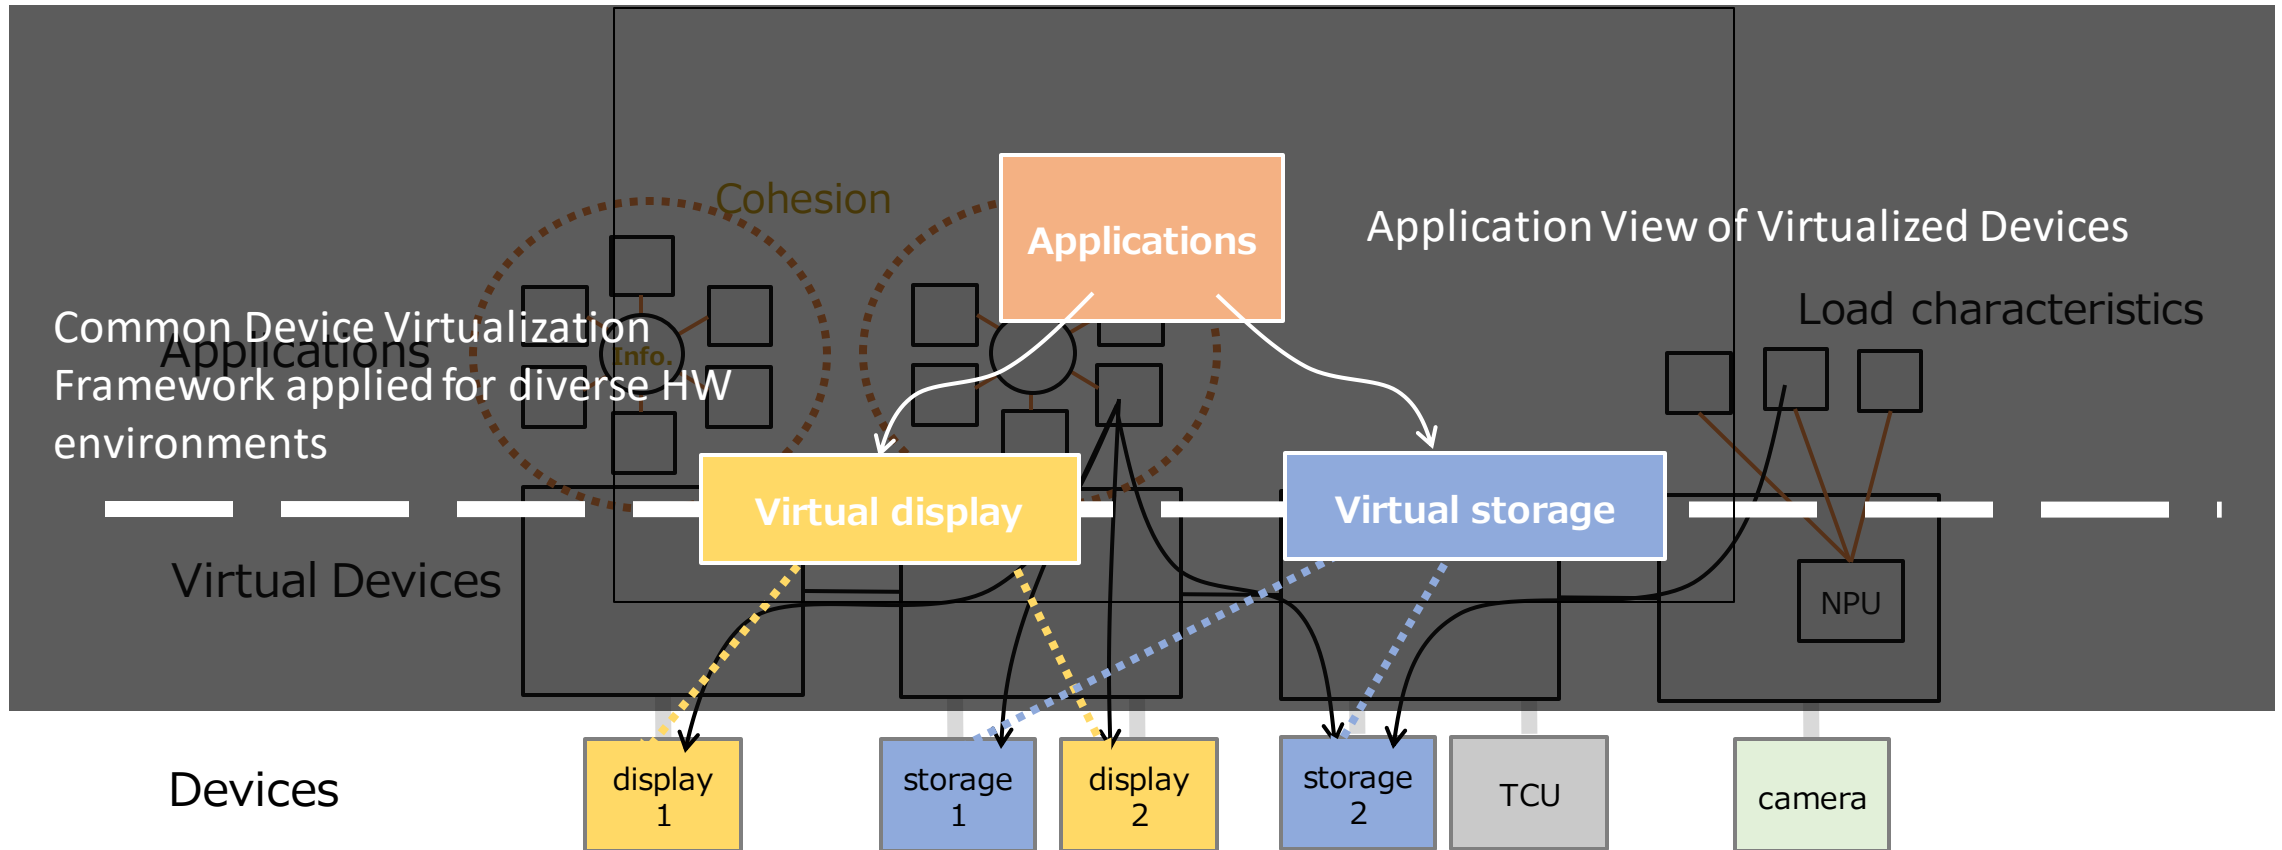 Cohesion
Applications
Application View of Virtualized Devices
Load characteristics
Common Device Virtualization
Framework applied for diverse HW
environments
Applications
Info.
Virtual display
Virtual storage
Virtual Devices
NPU
Devices
display
1
storage
1
display
2
storage
2
TCU
camera